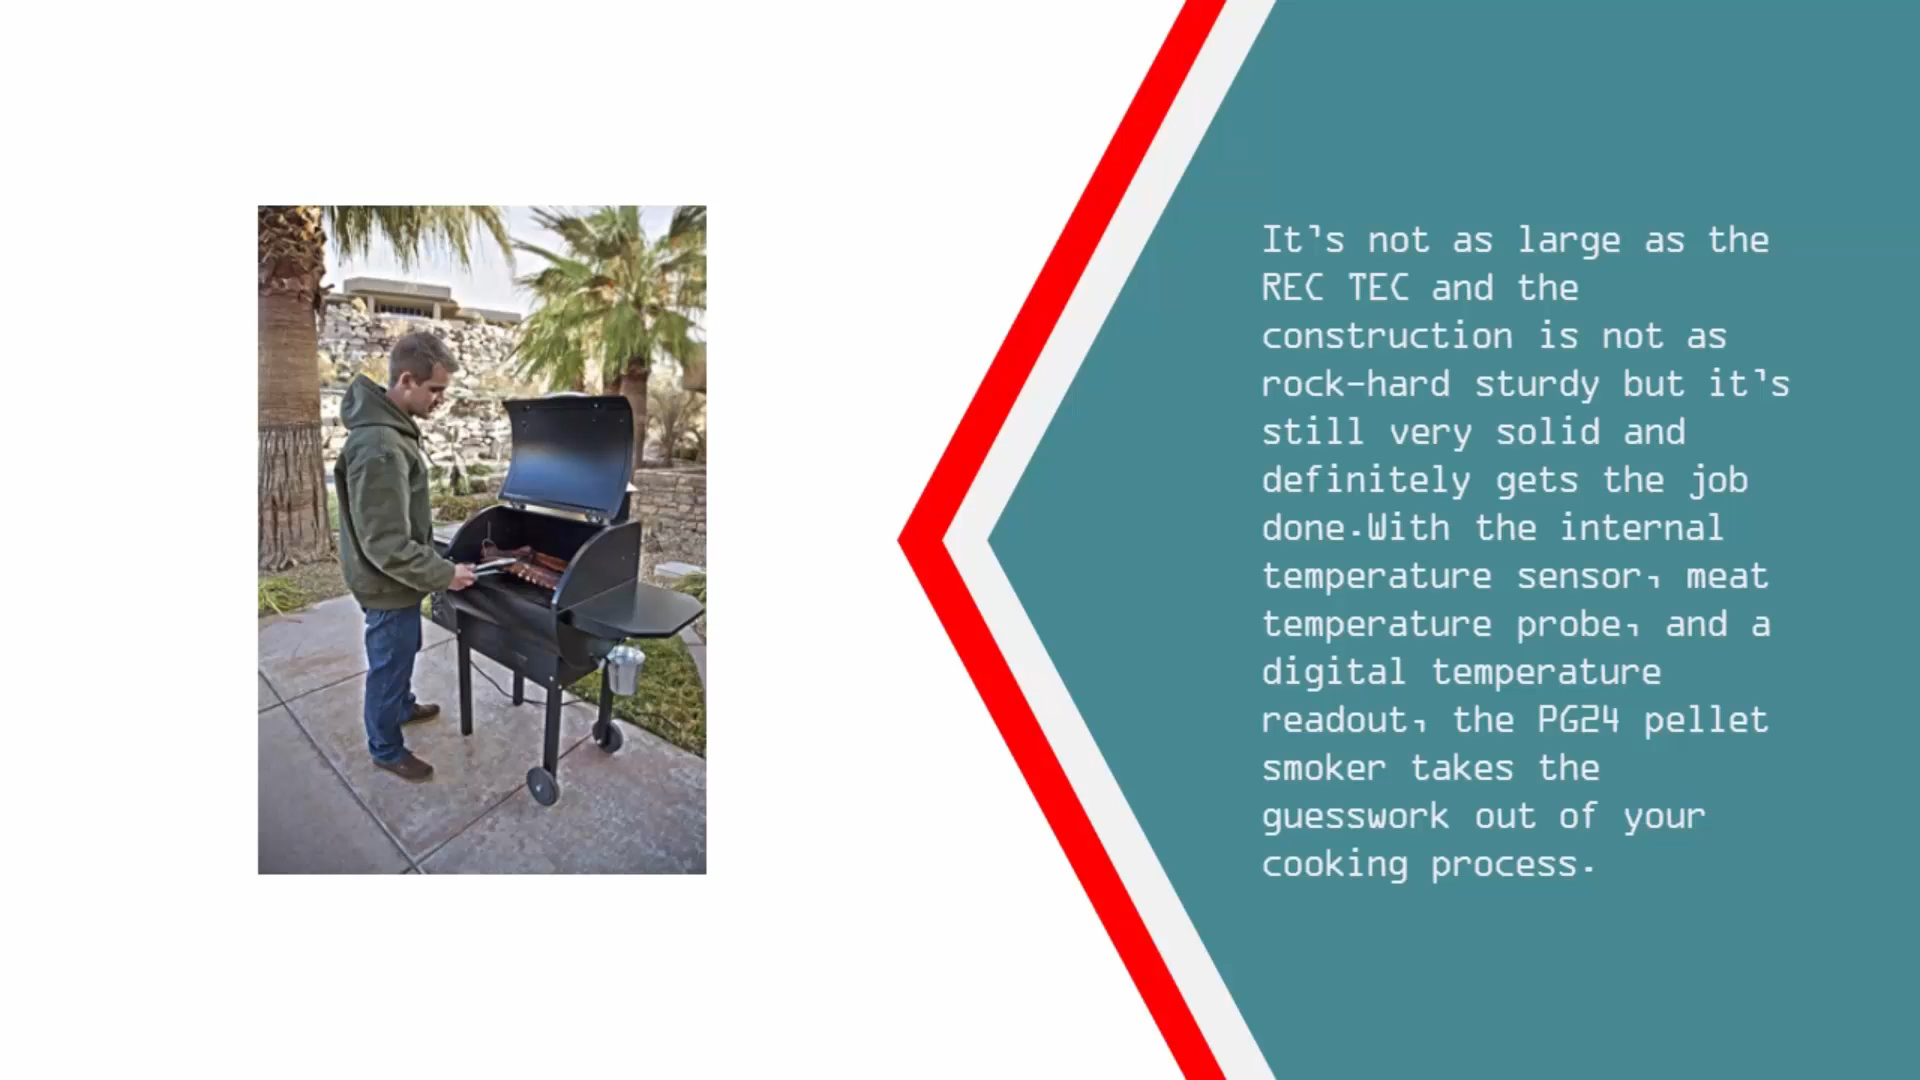 It's not as large as the
REC TEC and the
construction is not as
rock-hard sturdy but it's
still very solid and
definitely gets the job
done.With the internal
temperature sensor, meat
temperature probe, and a
digital temperature
readout, the PG24 pellet
smoker takes the
guesswork out of your
cooking process.